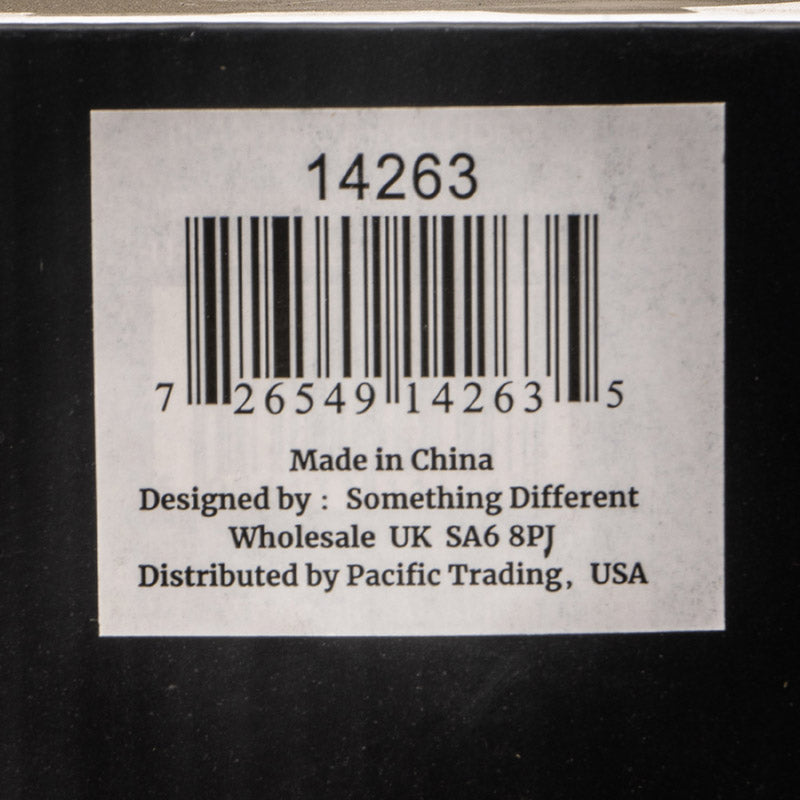 14263
7 26549 14263 5
Made in China
Designed by : Something Different
Wholesale UK SA6 8PJ
Distributed by Pacific Trading, USA